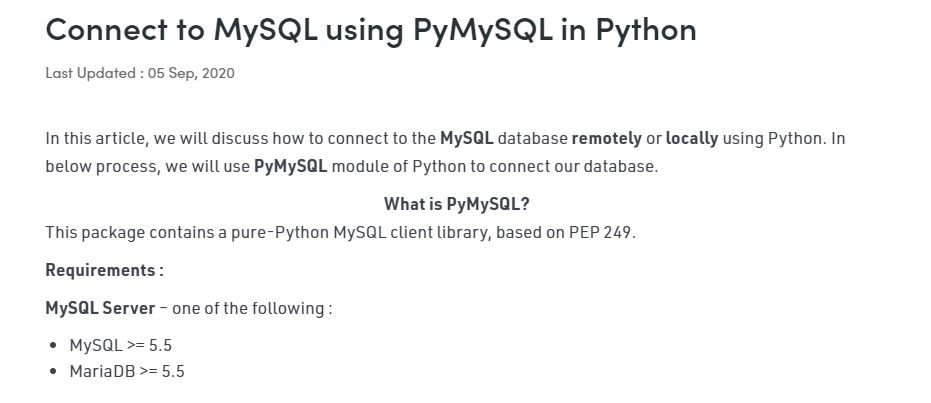 Connect to MySQL using PyMySQL in Python
Last Updated : 05 Sep, 2020
In this article, we will discuss how to connect to the MySQL database remotely or locally using Python. In
below process, we will use PyMySQL module of Python to connect our database.
What is PyMySQL?
This package contains a pure-Python MySQL client library, based on PEP 249.
Requirements :
MySQL Server – one of the following :
• MySQL >= 5.5
• MariaDB >= 5.5